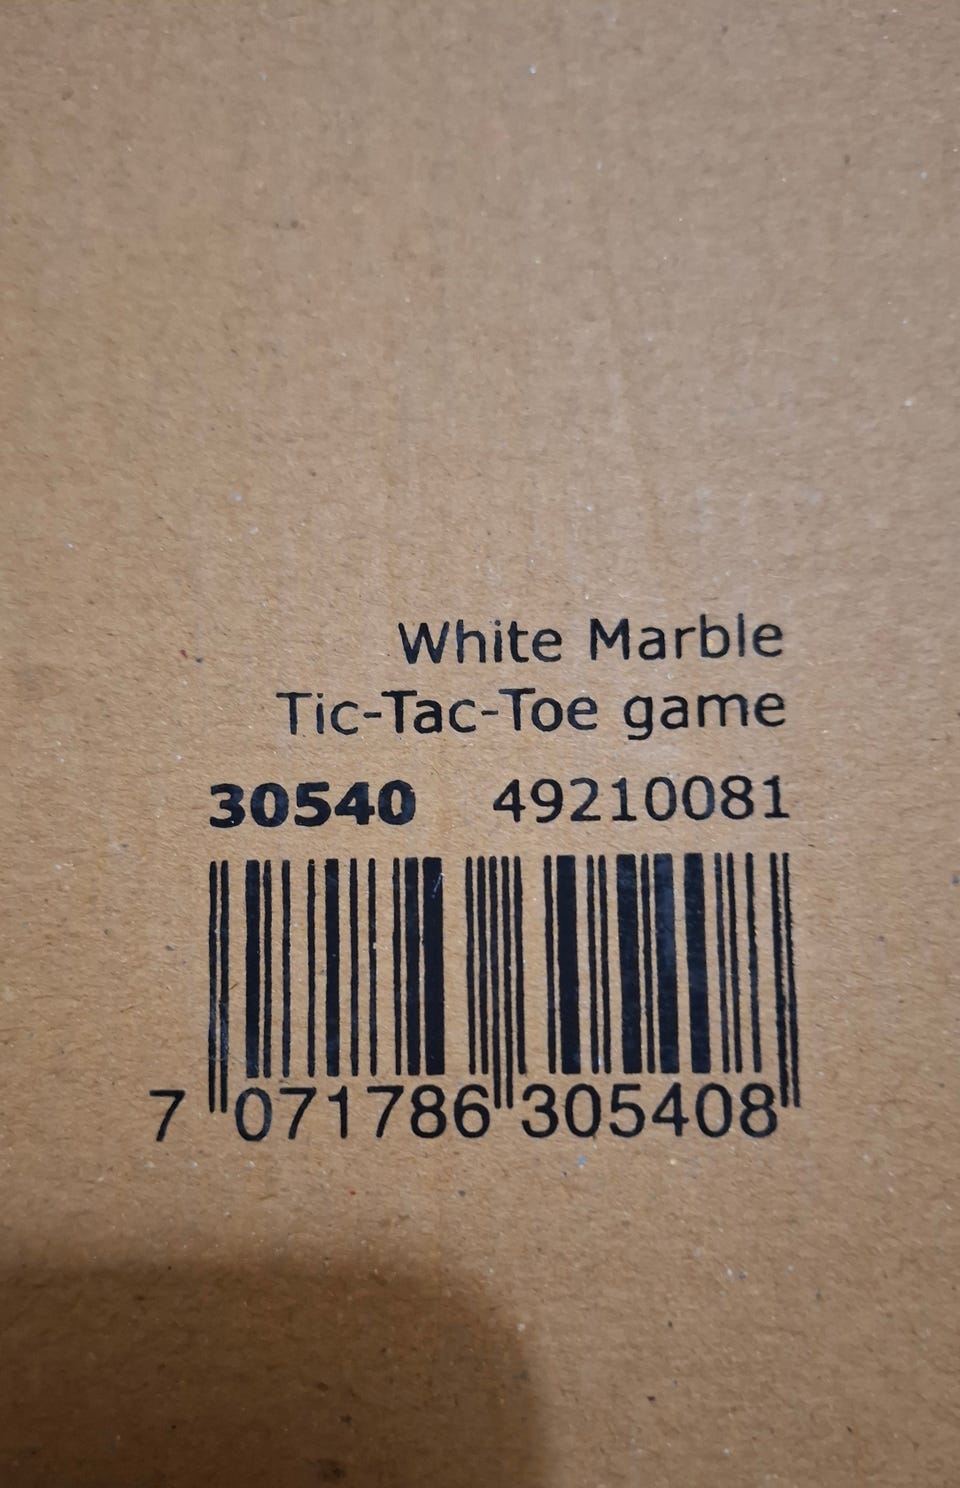 White Marble
Tic-Tac-Toe game
30540 49210081
7 071786 305408